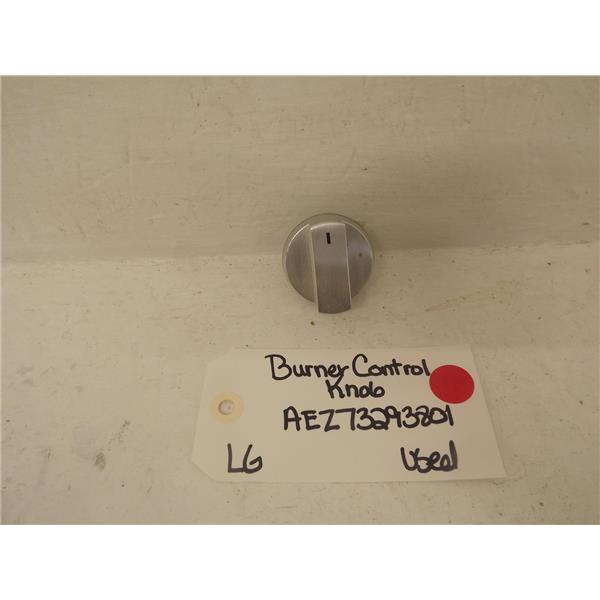 Burner Control
Knob
AEZ73293801
LG Used